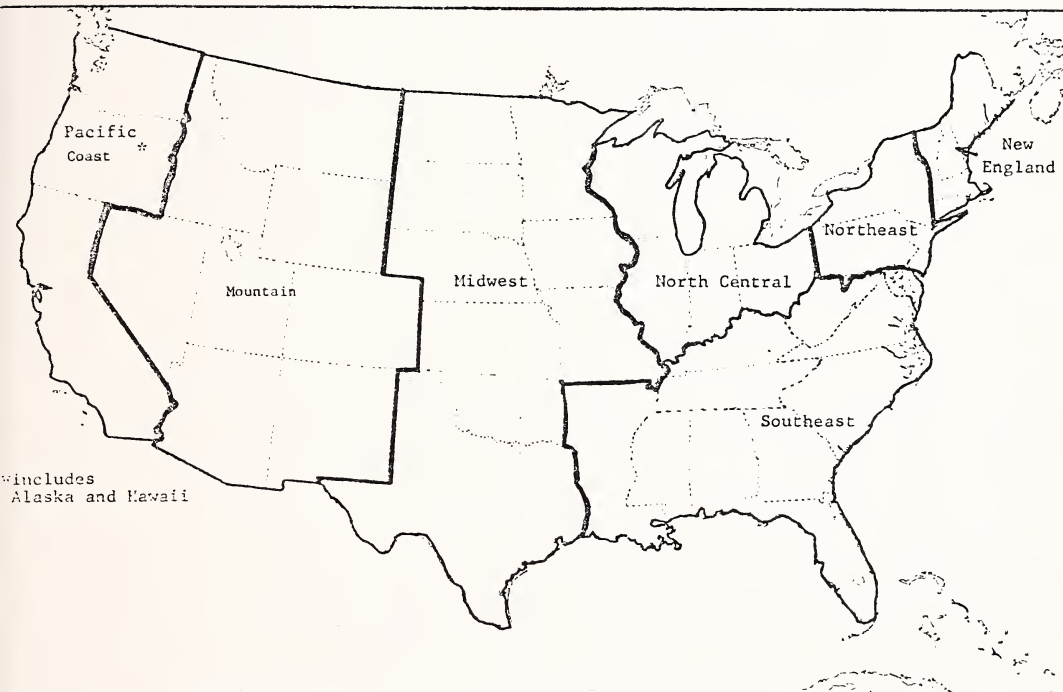 Pacific
Coast *
Mountain
Midwest
North Central
Northeast
New
England
Southeast
*includes
Alaska and Hawaii